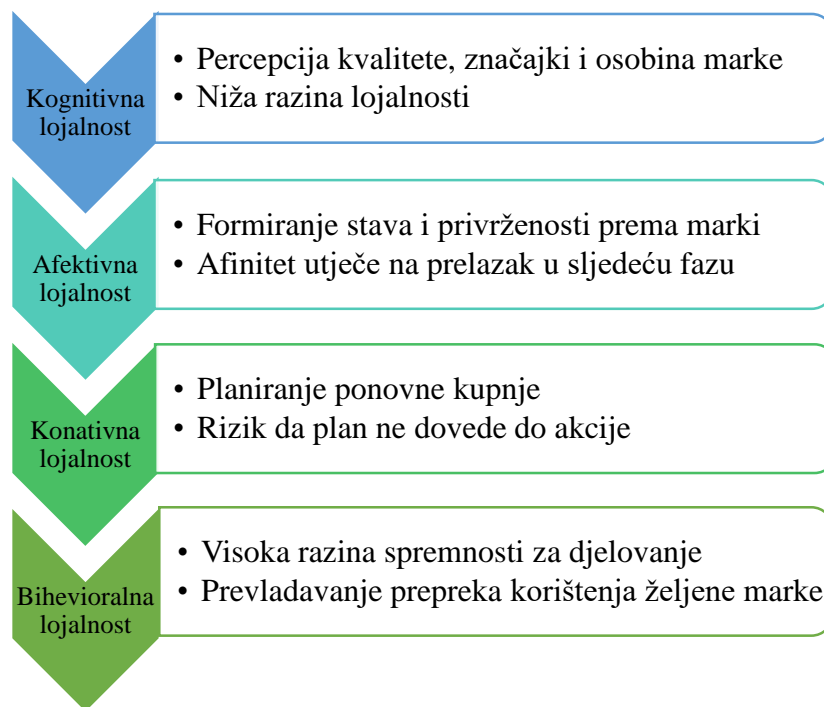 Kognitivna
lojalnost
• Percepcija kvalitete, značajki i osobina marke
• Niža razina lojalnosti
Afektivna
lojalnost
• Formiranje stava i privrženosti prema marki
• Afinitet utječe na prelazak u sljedeću fazu
Konativna
lojalnost
• Planiranje ponovne kupnje
• Rizik da plan ne dovede do akcije
Bihevioralna
lojalnost
• Visoka razina spremnosti za djelovanje
• Prevladavanje prepreka korištenja željene marke